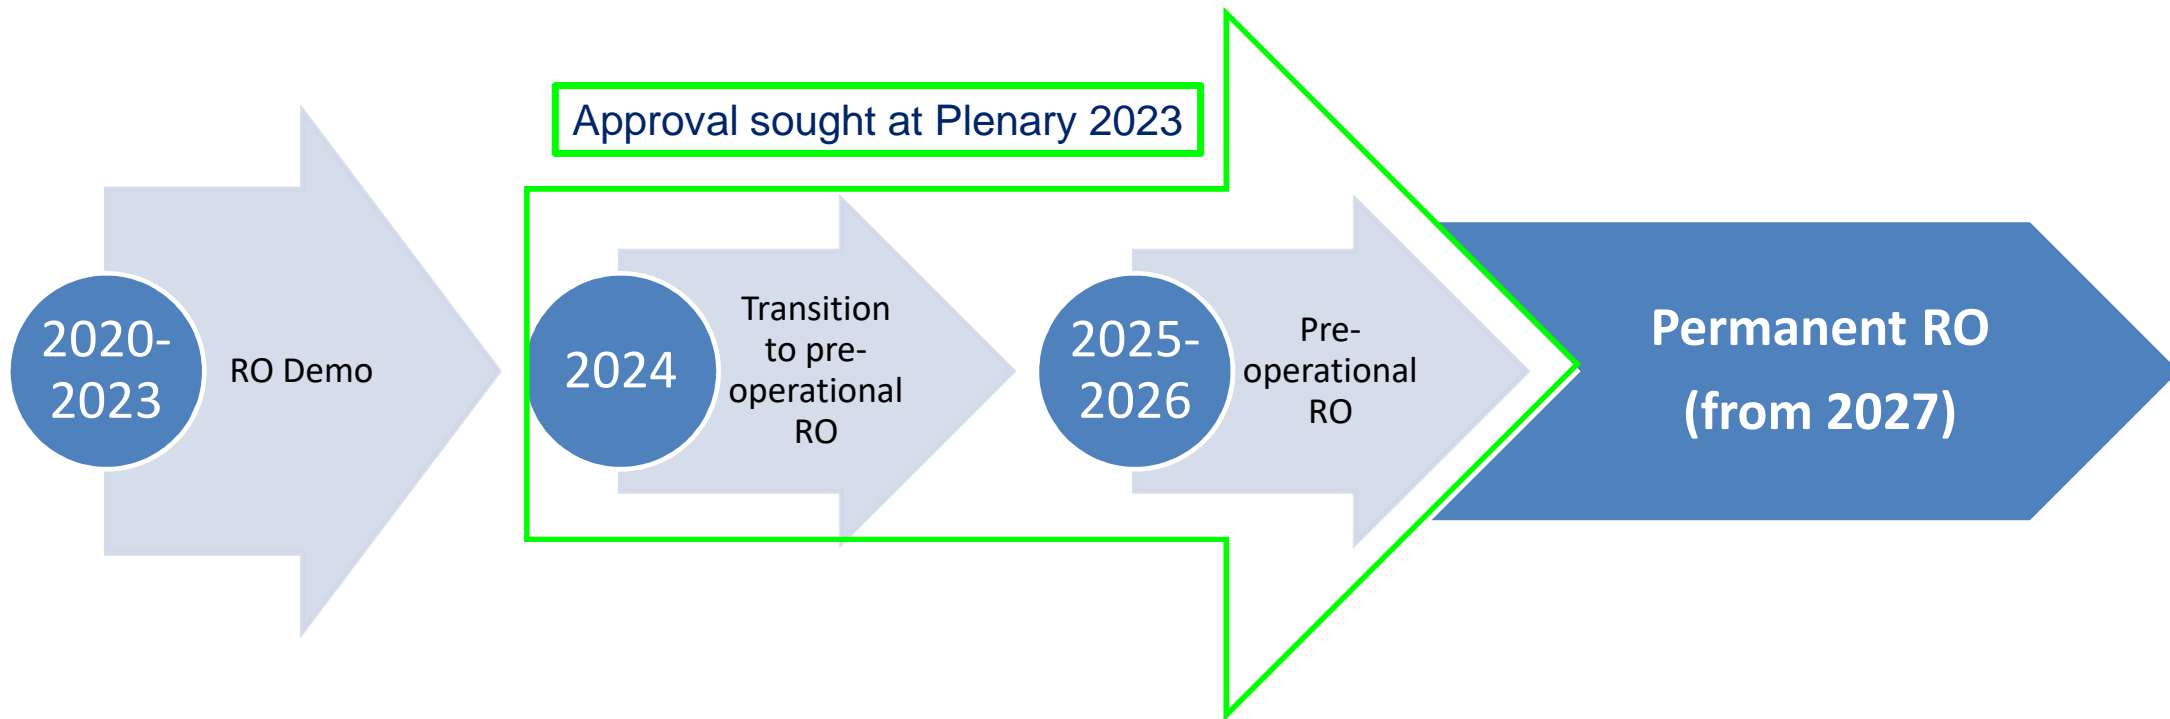 Approval sought at Plenary 2023
2020-
2023
RO Demo
2024
Transition
to pre-
operational
RO
2025-
2026
Pre-
operational
RO
Permanent RO
(from 2027)